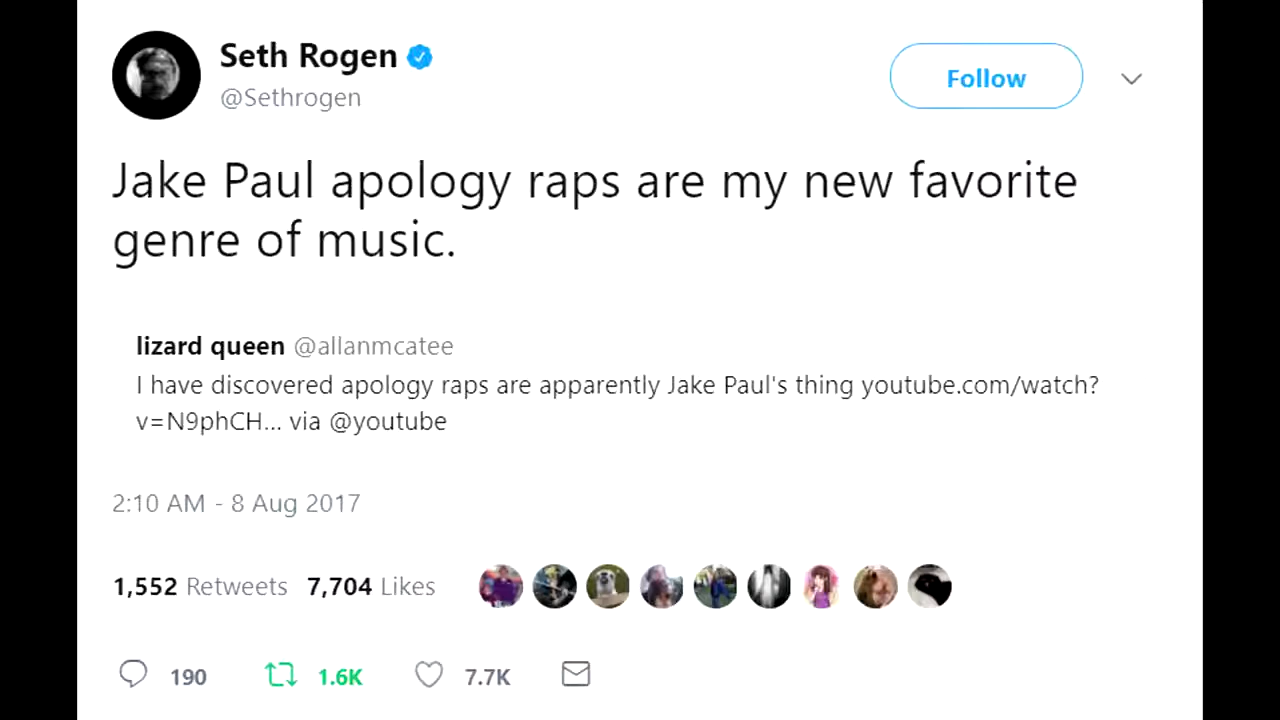 Seth Rogen
@Sethrogen
Follow
Jake Paul apology raps are my new favorite
genre of music.
lizard queen @allanmcatee
I have discovered apology raps are apparently Jake Paul's thing youtube.com/watch?
v=N9phCH... via @youtube
2:10 AM - 8 Aug 2017
1,552 Retweets 7,704 Likes
190 1.6K 7.7K